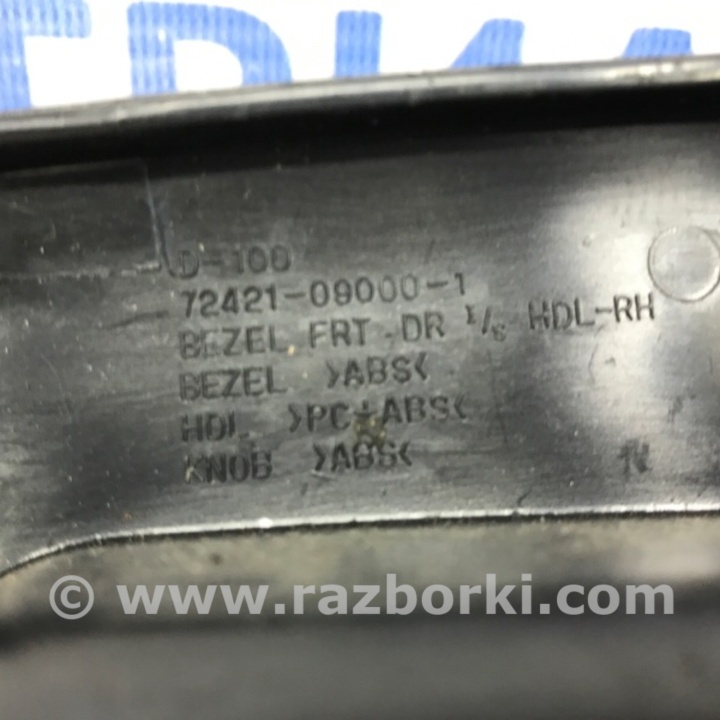 D-100
72421-09000-1
BEZEL FRT DR I/S HDL-RH
BEZEL >ABS<
HDL >PC+ABS<
KNOB >ABS<
© www.razborki.com